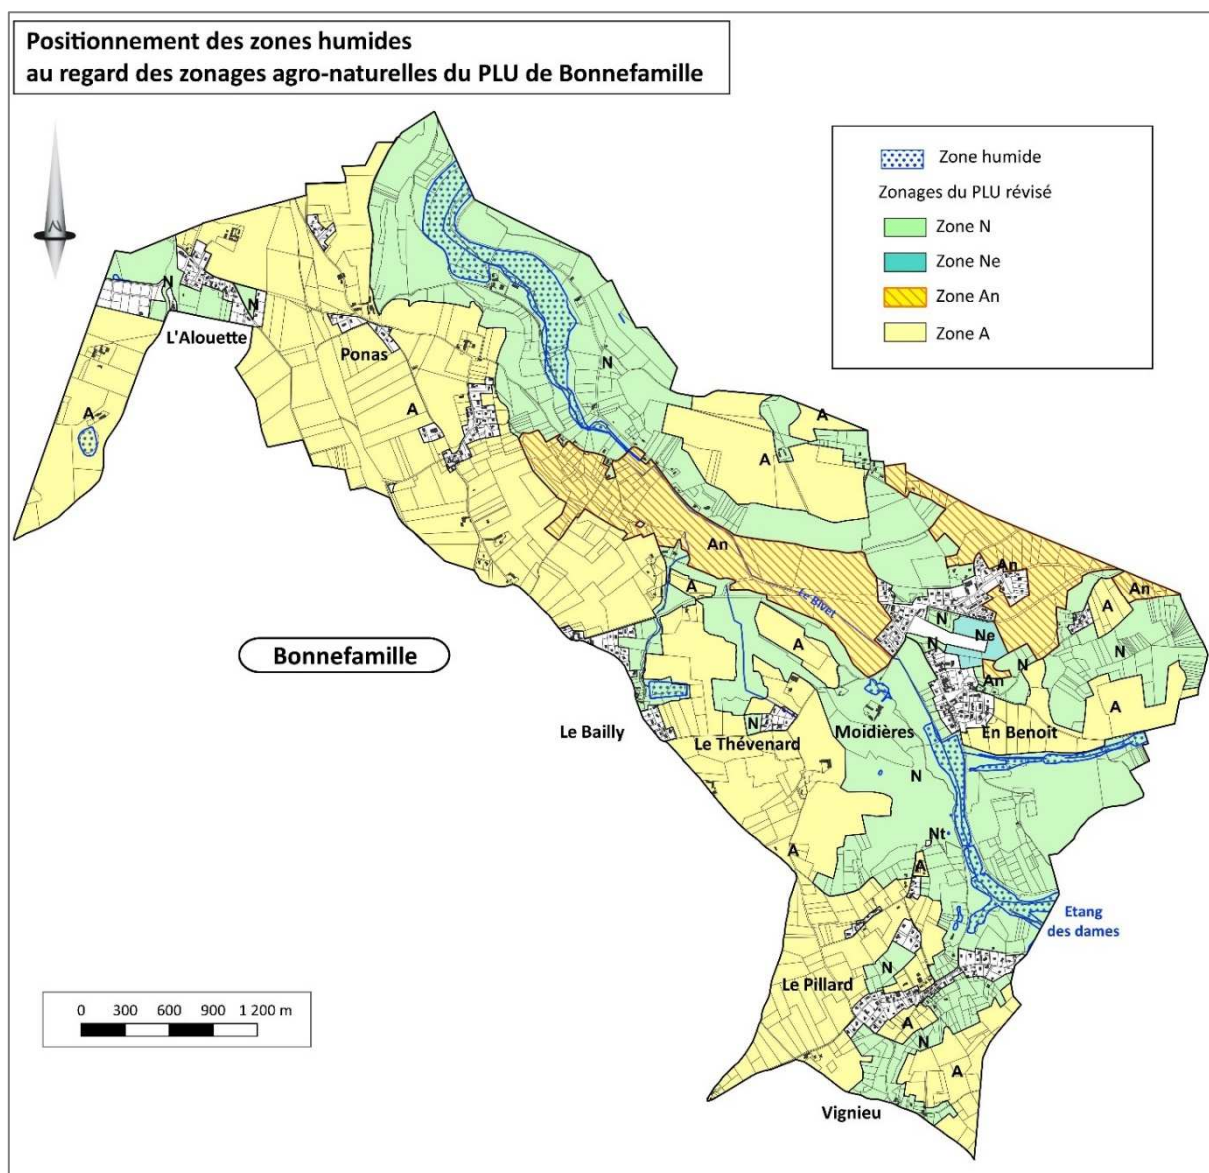 Positionnement des zones humides
au regard des zonages agro-naturelles du PLU de Bonnefamille
Zone humide
Zonages du PLU révisé
Zone N
Zone Ne
Zone An
Zone A
N
N
L'Alouette
Ponas
A
A
N
A
A
An
Le Bivet
An
An
A
N
Ne
N
An
N
N
A
A
A
Bonnefamille
Le Bailly
N
Le Thévenard
Moidières
En Benoit
N
Nt
A
A
Etang
des dames
N
Le Pillard
A
N
A
Vignieu
0 300 600 900 1 200 m